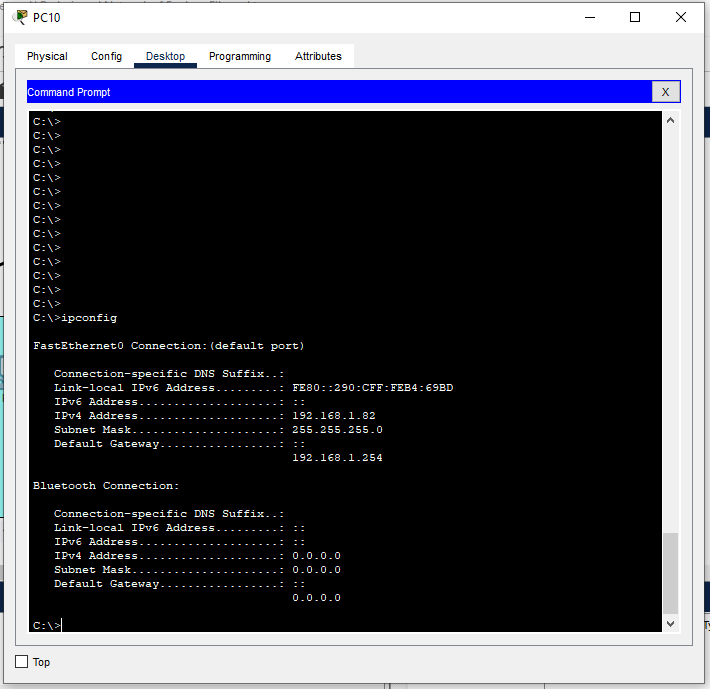 PC10
Physical Config Desktop Programming Attributes
Command Prompt X
C:\>
C:\>
C:\>
C:\>
C:\>
C:\>
C:\>
C:\>
C:\>
C:\>
C:\>
C:\>
C:\>
C:\>
C:\>ipconfig
FastEthernet0 Connection:(default port)
Connection-specific DNS Suffix..:
Link-local IPv6 Address.........: FE80::290:CFF:FEB4:69BD
IPv6 Address....................: ::
IPv4 Address....................: 192.168.1.82
Subnet Mask.....................: 255.255.255.0
Default Gateway.................: ::
192.168.1.254
Bluetooth Connection:
Connection-specific DNS Suffix..:
Link-local IPv6 Address.........: ::
IPv6 Address....................: ::
IPv4 Address....................: 0.0.0.0
Subnet Mask.....................: 0.0.0.0
Default Gateway.................: ::
0.0.0.0
C:\>
Top